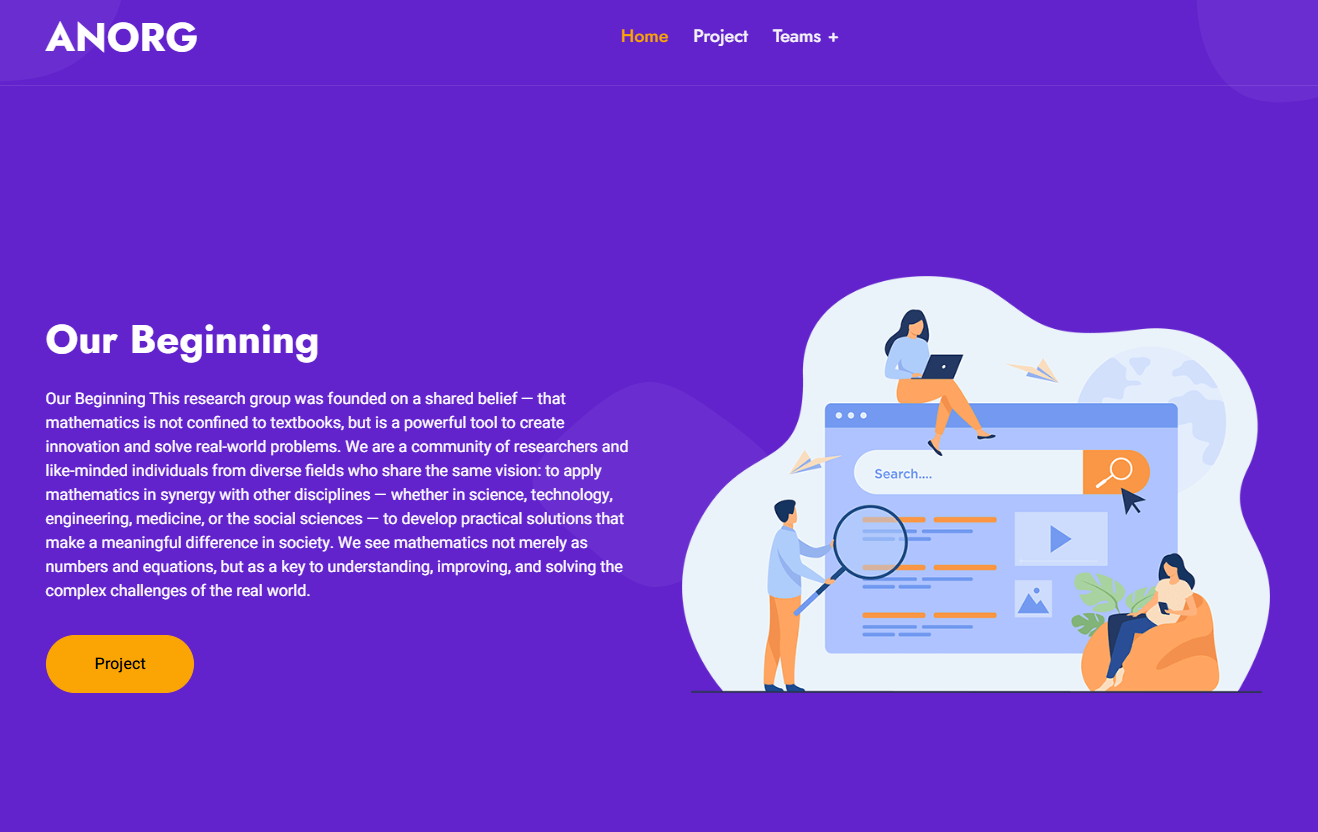 ANORG
Home Project Teams +
Our Beginning
Our Beginning This research group was founded on a shared belief — that
mathematics is not confined to textbooks, but is a powerful tool to create
innovation and solve real-world problems. We are a community of researchers and
like-minded individuals from diverse fields who share the same vision: to apply
mathematics in synergy with other disciplines — whether in science, technology,
engineering, medicine, or the social sciences — to develop practical solutions that
make a meaningful difference in society. We see mathematics not merely as
numbers and equations, but as a key to understanding, improving, and solving the
complex challenges of the real world.
Project
Search....